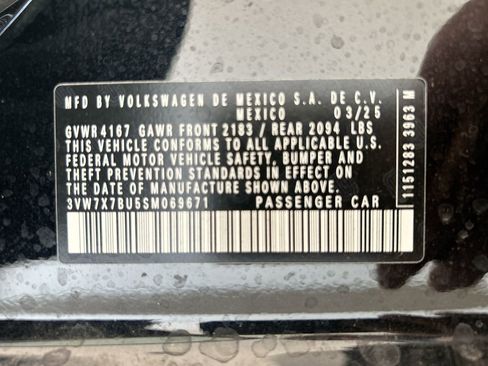 MFD BY VOLKSWAGEN DE MEXICO S.A. DE C.V.
MEXICO 03/25
GVWR 4167 GAWR FRONT 2183 / REAR 2094 LBS
THIS VEHICLE CONFORMS TO ALL APPLICABLE U.S.
FEDERAL MOTOR VEHICLE SAFETY, BUMPER AND
THEFT PREVENTION STANDARDS IN EFFECT ON THE
DATE OF MANUFACTURE SHOWN ABOVE.
3VW7X7BU5SM069671 PASSENGER CAR
1151283 3963 M